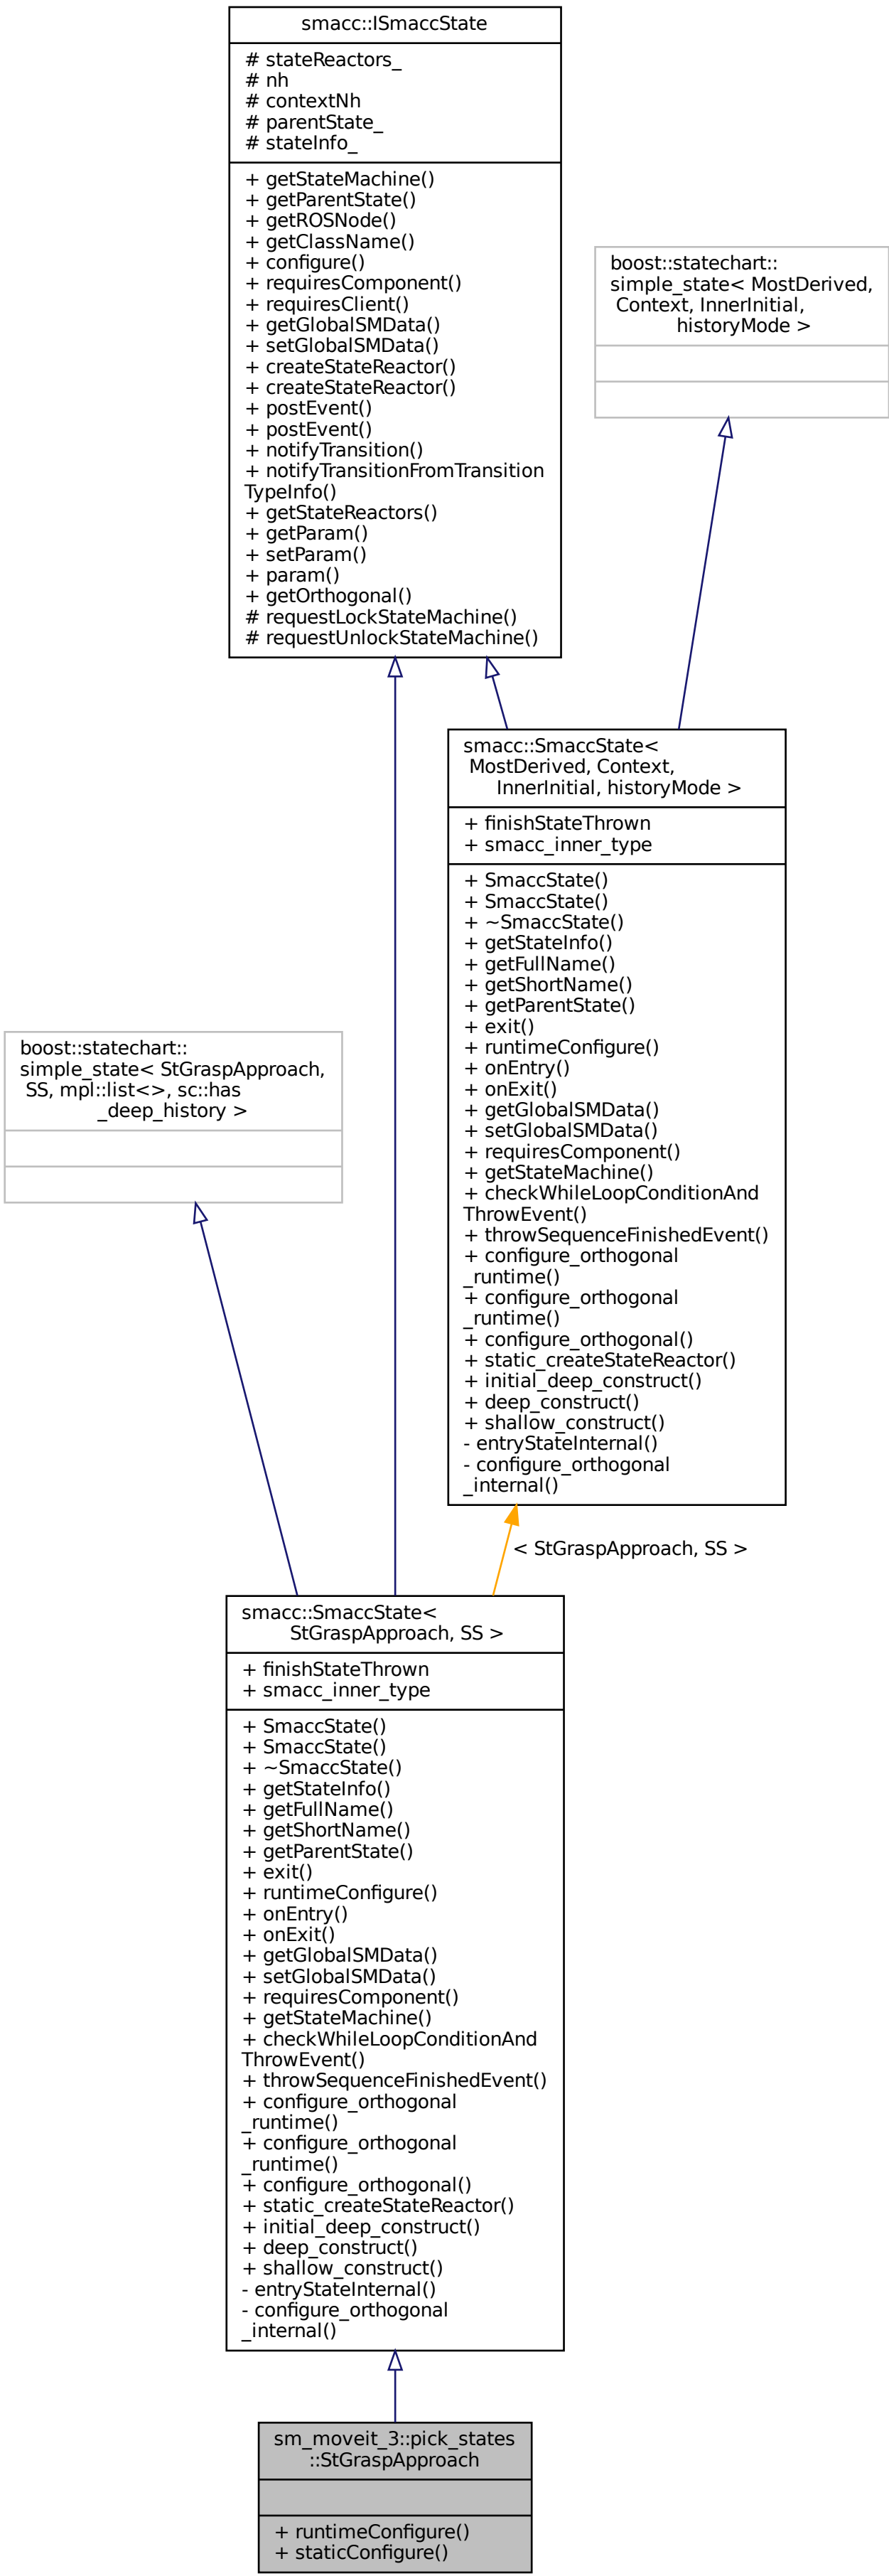 smacc::ISmaccState
# stateReactors_
# nh
# contextNh
# parentState_
# stateInfo_
+ getStateMachine()
+ getParentState()
+ getROSNode()
+ getClassName()
+ configure()
+ requiresComponent()
+ requiresClient()
+ getGlobalSMData()
+ setGlobalSMData()
+ createStateReactor()
+ createStateReactor()
+ postEvent()
+ postEvent()
+ notifyTransition()
+ notifyTransitionFromTransition
TypeInfo()
+ getStateReactors()
+ getParam()
+ setParam()
+ param()
+ getOrthogonal()
# requestLockStateMachine()
# requestUnlockStateMachine()
boost::statechart::
simple_state< MostDerived,
Context, InnerInitial,
historyMode >
smacc::SmaccState<
MostDerived, Context,
InnerInitial, historyMode >
+ finishStateThrown
+ smacc_inner_type
+ SmaccState()
+ SmaccState()
+ ~SmaccState()
+ getStateInfo()
+ getFullName()
+ getShortName()
+ getParentState()
+ exit()
+ runtimeConfigure()
+ onEntry()
+ onExit()
+ getGlobalSMData()
+ setGlobalSMData()
+ requiresComponent()
+ getStateMachine()
+ checkWhileLoopConditionAnd
ThrowEvent()
+ throwSequenceFinishedEvent()
+ configure_orthogonal
_runtime()
+ configure_orthogonal
_runtime()
+ configure_orthogonal()
+ static_createStateReactor()
+ initial_deep_construct()
+ deep_construct()
+ shallow_construct()
- entryStateInternal()
- configure_orthogonal
_internal()
boost::statechart::
simple_state< StGraspApproach,
SS, mpl::list<>, sc::has
_deep_history >
< StGraspApproach, SS >
smacc::SmaccState<
StGraspApproach, SS >
+ finishStateThrown
+ smacc_inner_type
+ SmaccState()
+ SmaccState()
+ ~SmaccState()
+ getStateInfo()
+ getFullName()
+ getShortName()
+ getParentState()
+ exit()
+ runtimeConfigure()
+ onEntry()
+ onExit()
+ getGlobalSMData()
+ setGlobalSMData()
+ requiresComponent()
+ getStateMachine()
+ checkWhileLoopConditionAnd
ThrowEvent()
+ throwSequenceFinishedEvent()
+ configure_orthogonal
_runtime()
+ configure_orthogonal
_runtime()
+ configure_orthogonal()
+ static_createStateReactor()
+ initial_deep_construct()
+ deep_construct()
+ shallow_construct()
- entryStateInternal()
- configure_orthogonal
_internal()
sm_moveit_3::pick_states
::StGraspApproach
+ runtimeConfigure()
+ staticConfigure()